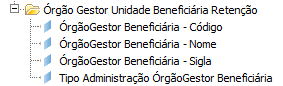 Órgão Gestor Unidade Beneficiária Retenção
ÓrgãoGestor Beneficiária - Código
ÓrgãoGestor Beneficiária - Nome
ÓrgãoGestor Beneficiária - Sigla
Tipo Administração ÓrgãoGestor Beneficiária